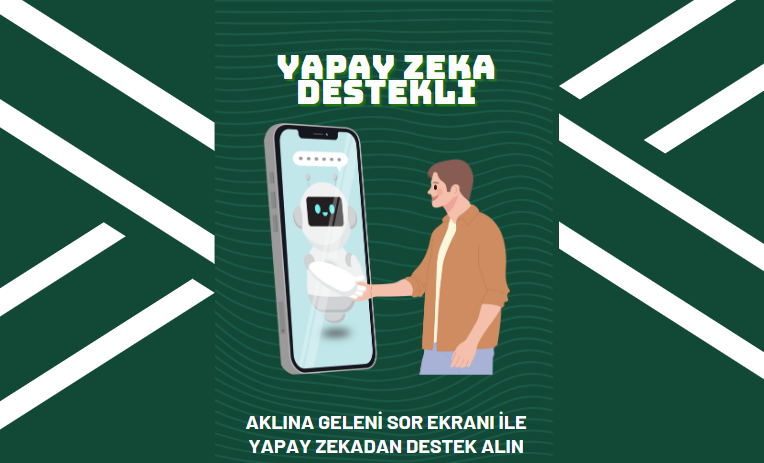 YAPAY ZEKA
DESTEKLİ
AKLINA GELENİ SOR EKRANI İLE
YAPAY ZEKADAN DESTEK ALIN